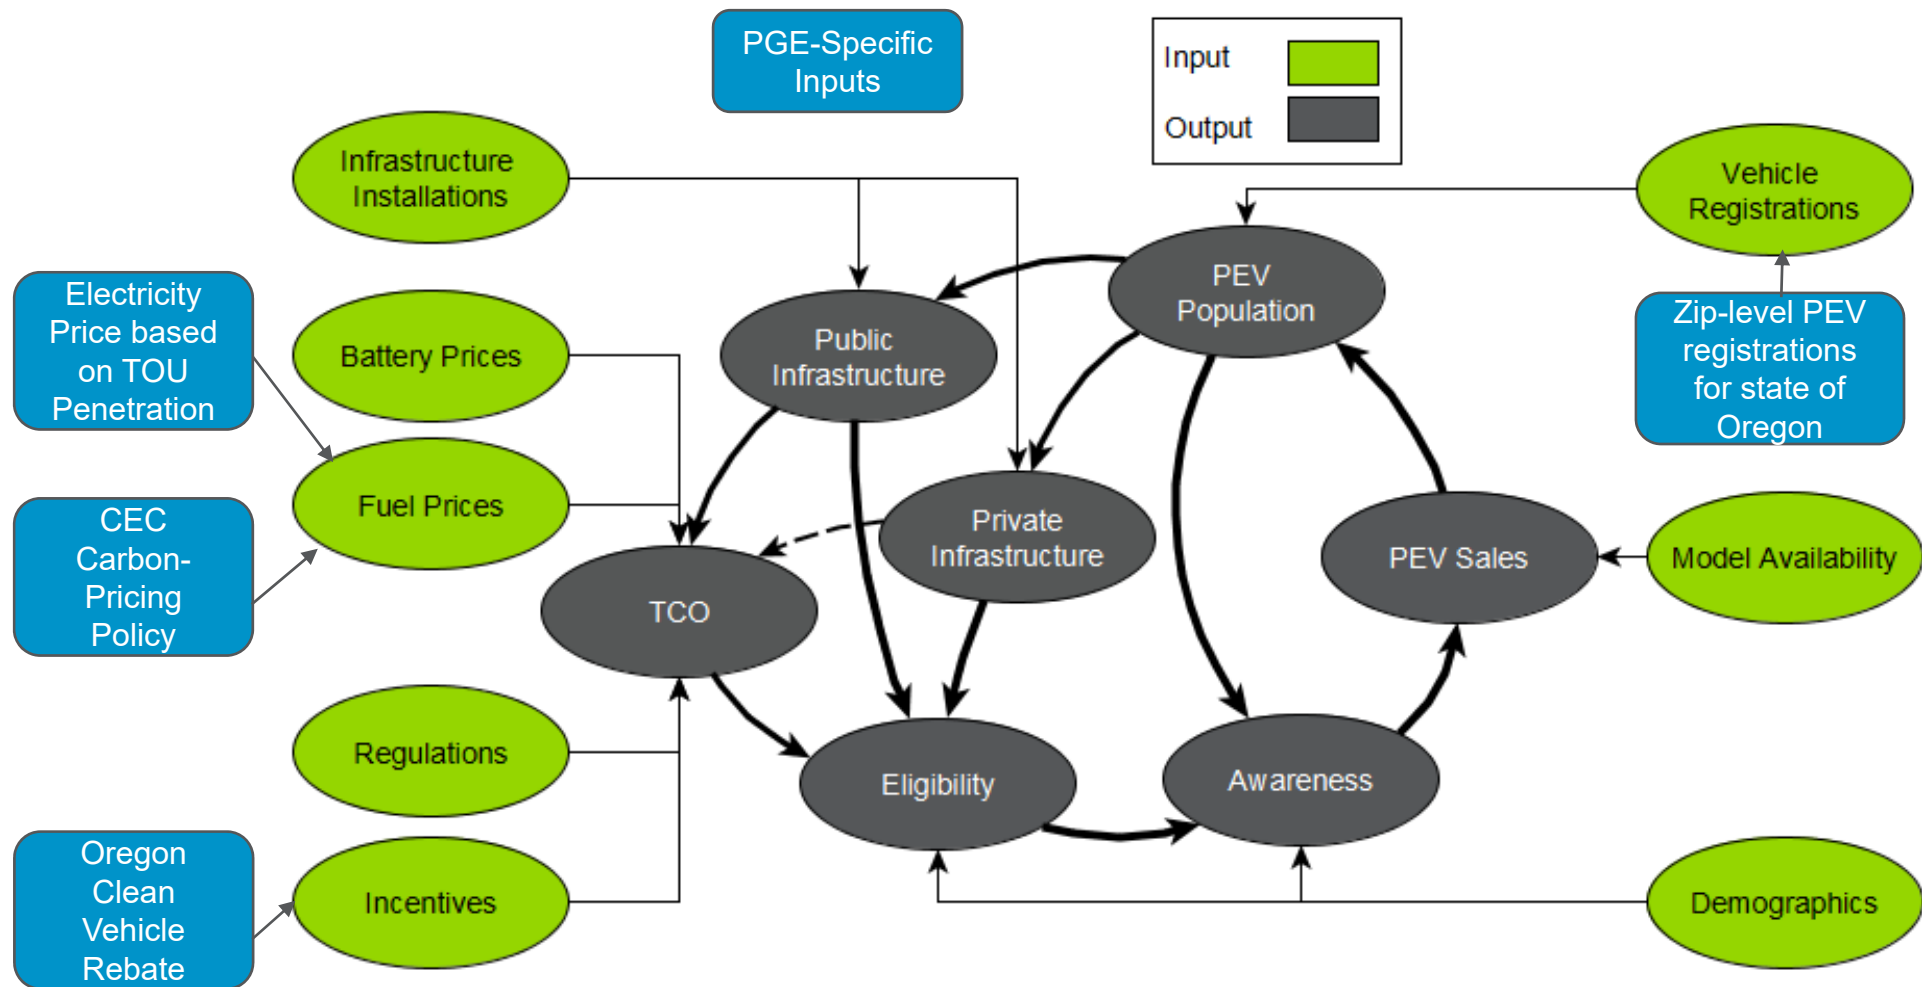 PGE-Specific
Inputs
Input
Output
Infrastructure
Installations
Vehicle
Registrations
Electricity
Price based
on TOU
Penetration
Battery Prices
Public
Infrastructure
PEV
Population
Zip-level PEV
registrations
for state of
Oregon
Fuel Prices
CEC
Carbon-
Pricing
Policy
Private
Infrastructure
PEV Sales
Model Availability
TCO
Regulations
Eligibility
Awareness
Oregon
Clean
Vehicle
Rebate
Incentives
Demographics